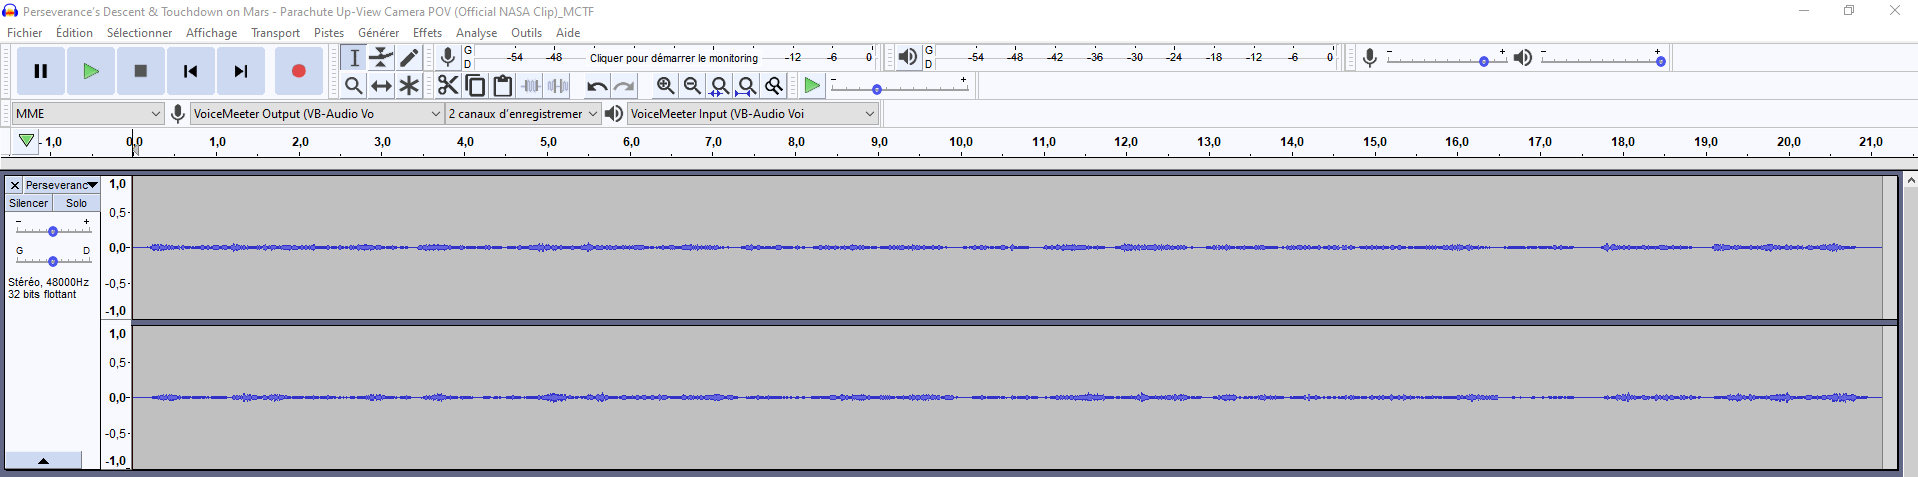 Perseverance's Descent & Touchdown on Mars - Parachute Up-View Camera POV (Official NASA Clip)_MCTF
Fichier Édition Sélectionner Affichage Transport Pistes Générer Effets Analyse Outils Aide
G
D
-54 -48 Cliquer pour démarrer le monitoring -12 -6 0
G
D
-54 -48 -42 -36 -30 -24 -18 -12 -6 0
- +
- +
- +
MME VoiceMeeter Output (VB-Audio Vo 2 canaux d'enregistremer VoiceMeeter Input (VB-Audio Voi
- 1,0 0,0 1,0 2,0 3,0 4,0 5,0 6,0 7,0 8,0 9,0 10,0 11,0 12,0 13,0 14,0 15,0 16,0 17,0 18,0 19,0 20,0 21,0
Perseveranc
Silencer Solo
- +
G D
Stéréo, 48000Hz
32 bits flottant
1,0
0,5-
0,0-
-0,5-
-1,0
1,0
0,5-
0,0-
-0,5-
-1,0